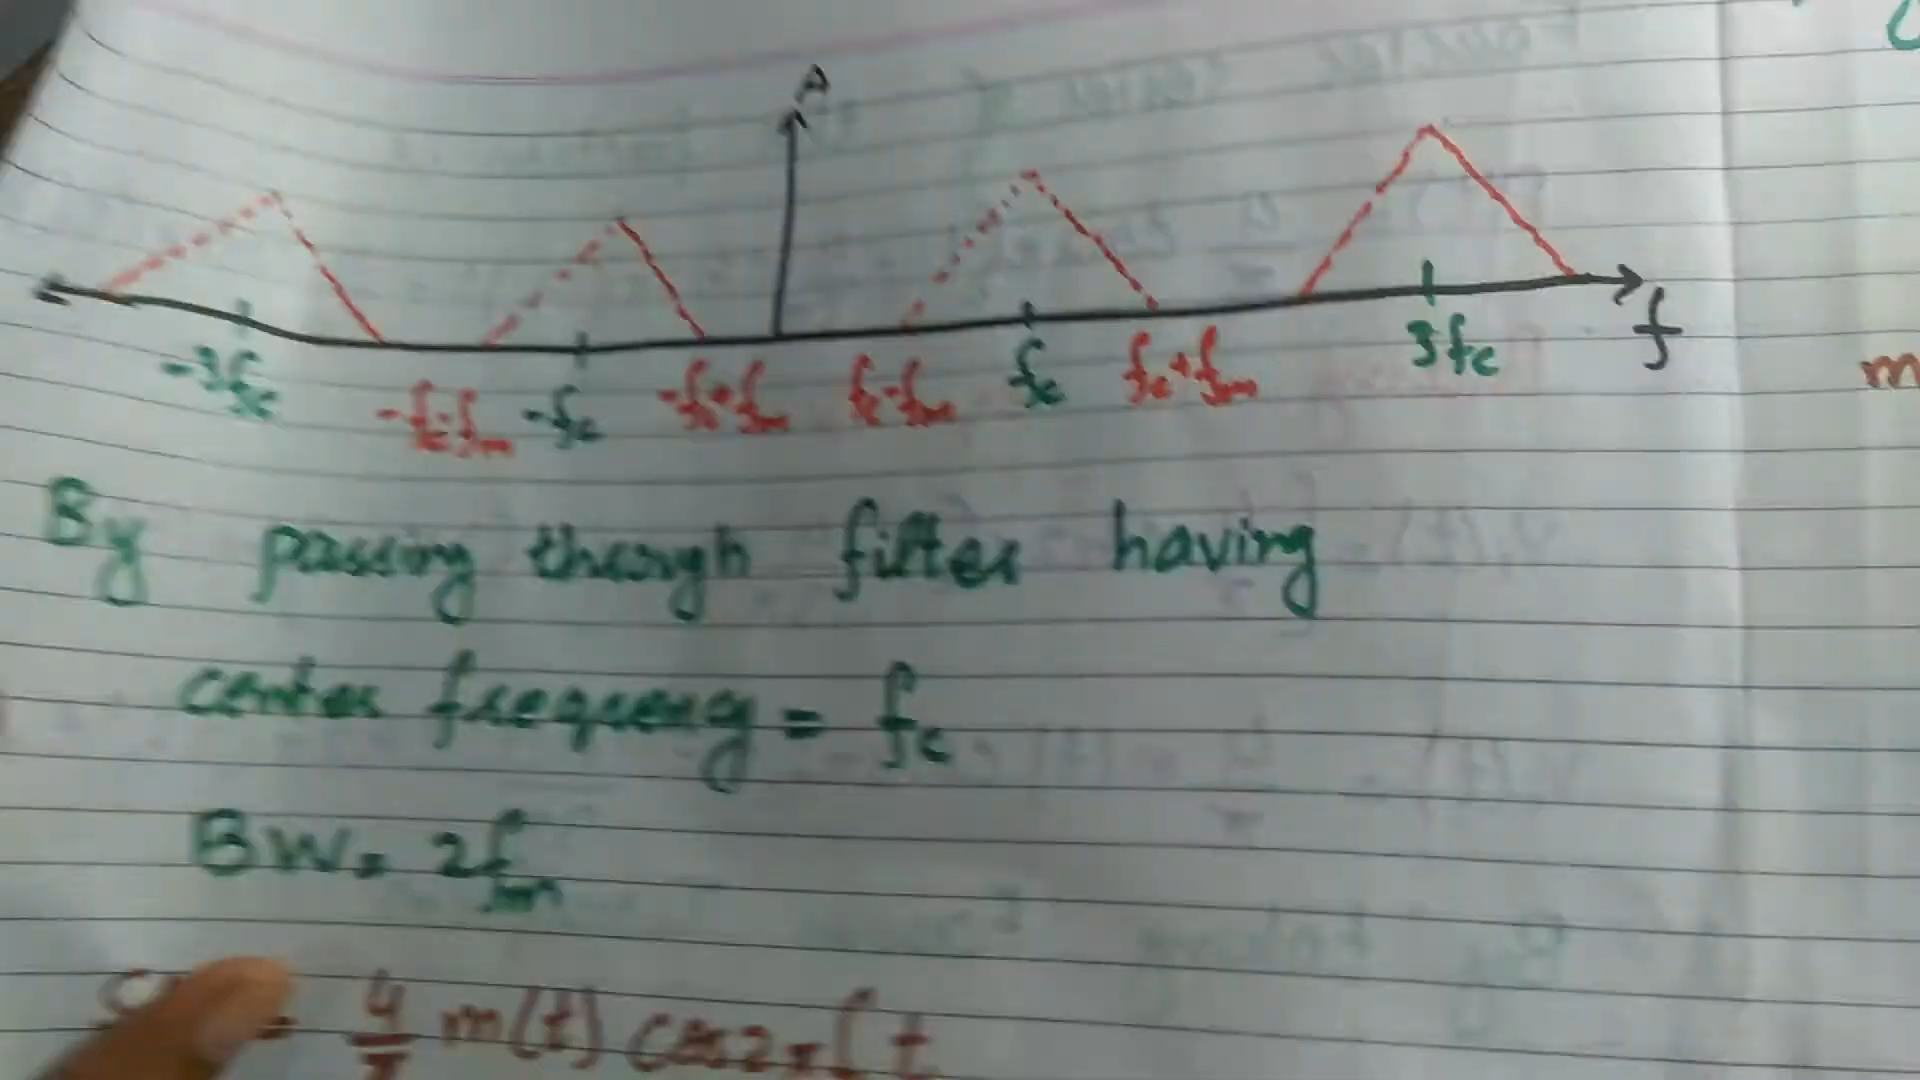 A
f
-3fc -fc-fm -fc -fc+fm fc-fm fc fc+fm 3fc
By passing through filter having
center frequency = fc
BW = 2fm
= 4 m(t) cos2π t
m